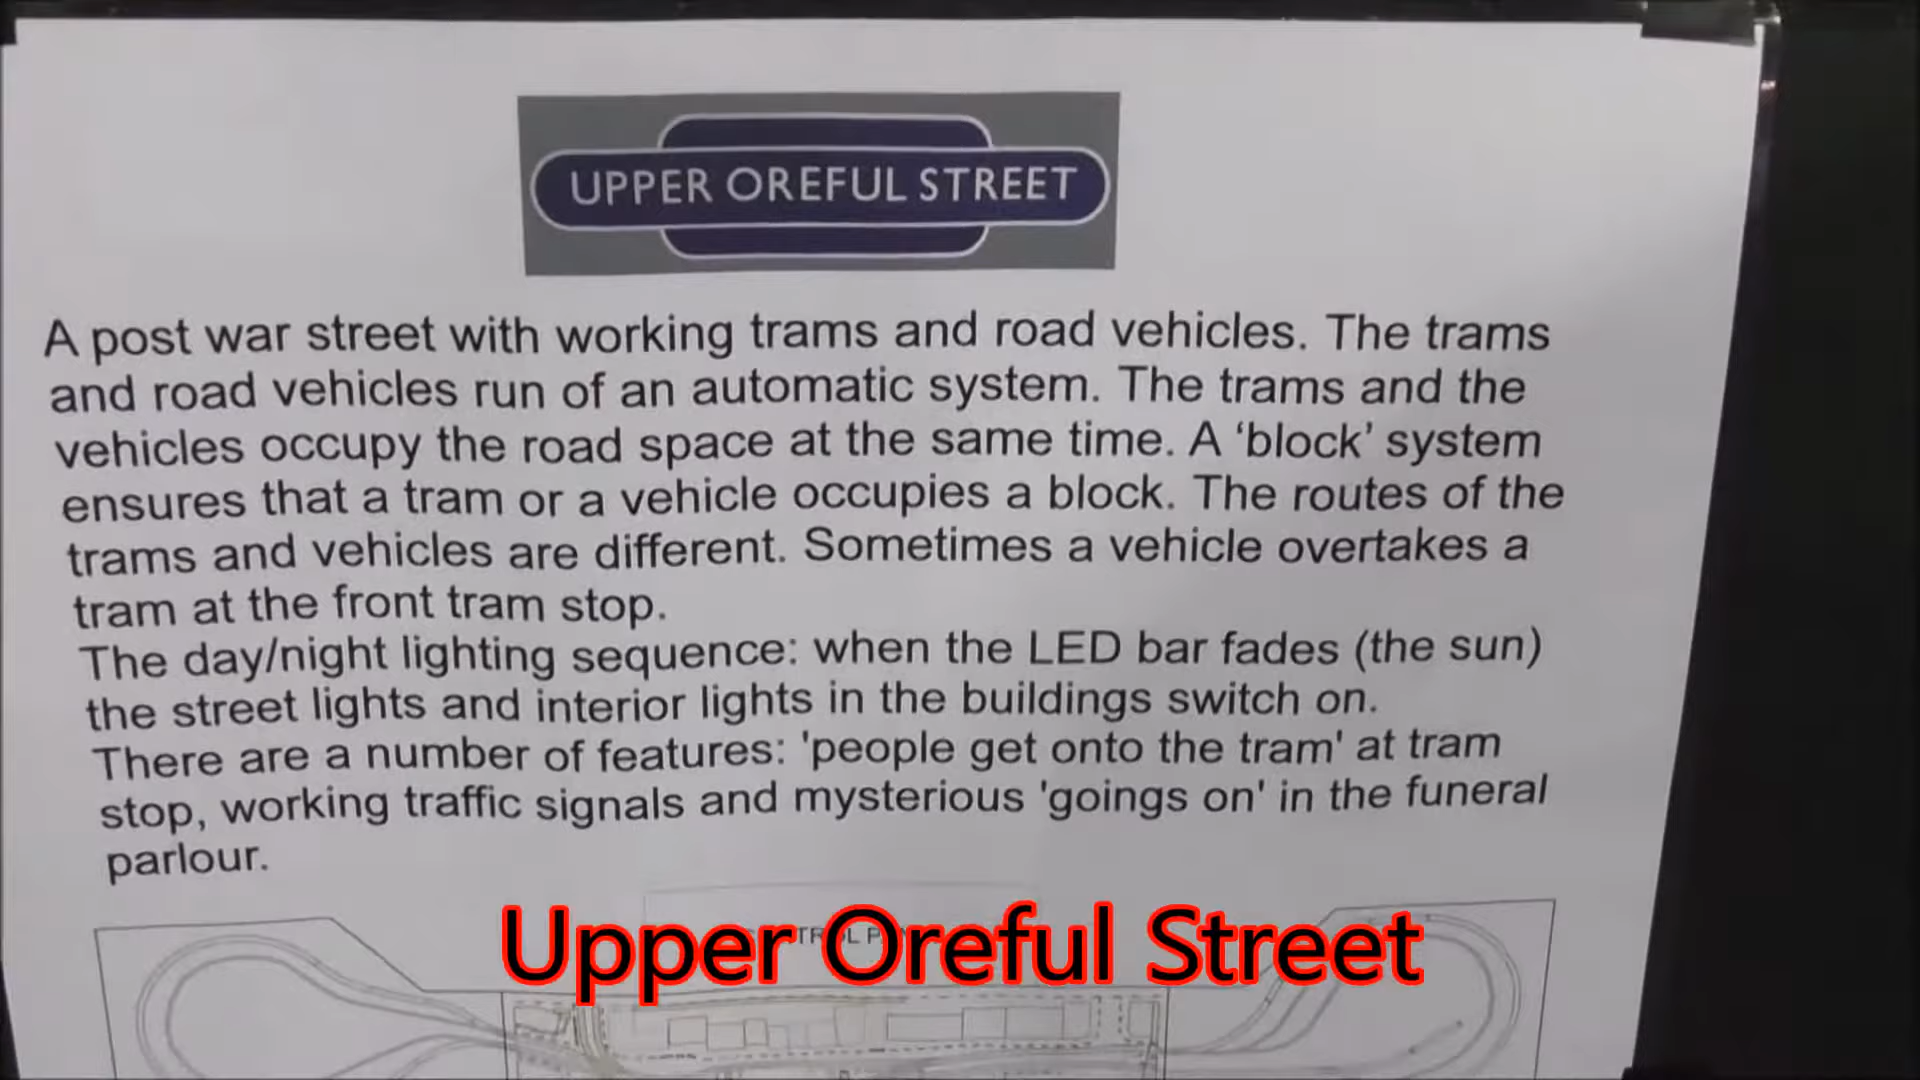 UPPER OREFUL STREET
A post war street with working trams and road vehicles. The trams
and road vehicles run of an automatic system. The trams and the
vehicles occupy the road space at the same time. A ‘block’ system
ensures that a tram or a vehicle occupies a block. The routes of the
trams and vehicles are different. Sometimes a vehicle overtakes a
tram at the front tram stop.
The day/night lighting sequence: when the LED bar fades (the sun)
the street lights and interior lights in the buildings switch on.
There are a number of features: 'people get onto the tram' at tram
stop, working traffic signals and mysterious 'goings on' in the funeral
parlour.
Upper Oreful Street